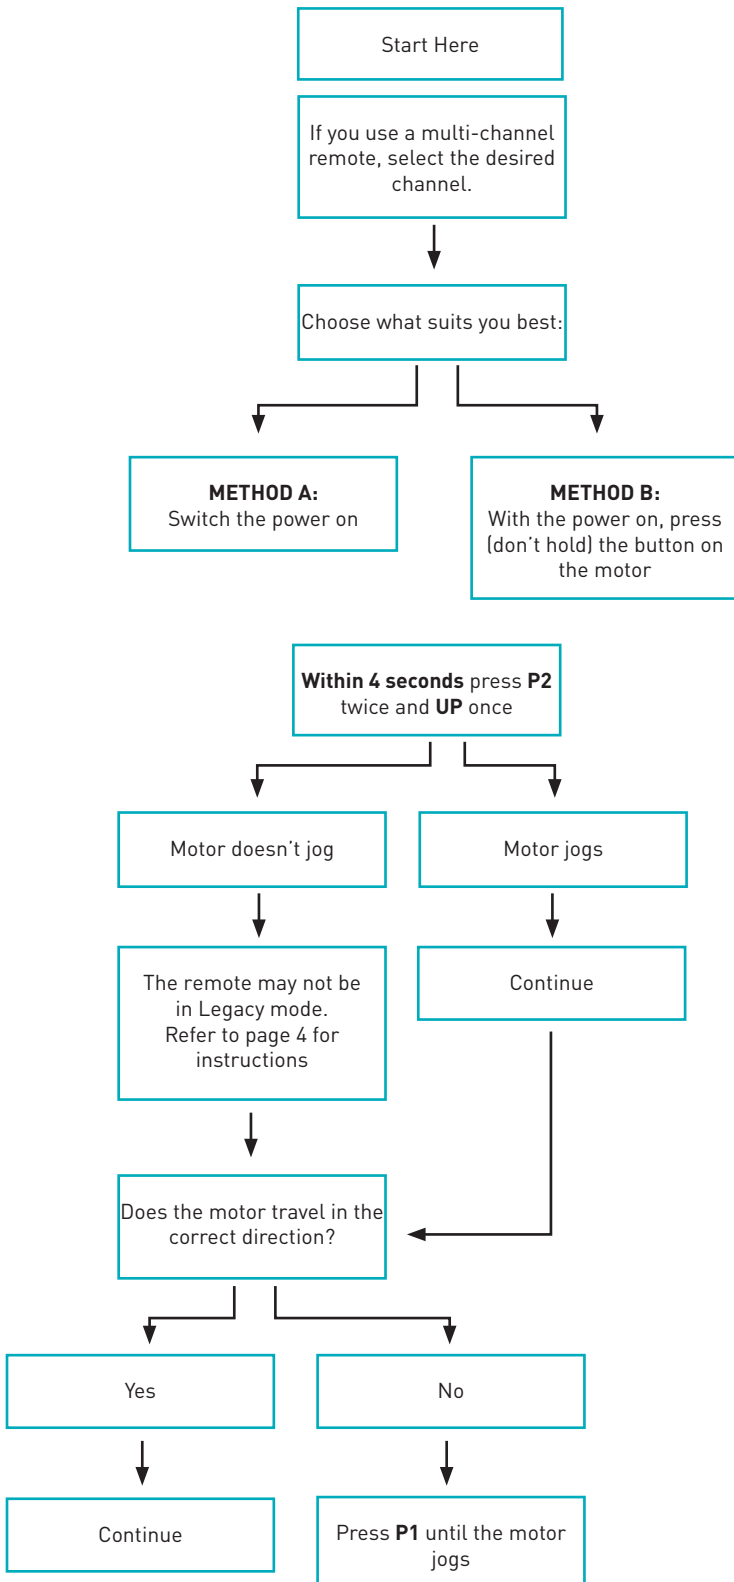 Start Here
If you use a multi-channel
remote, select the desired
channel.
Choose what suits you best:
METHOD A:
Switch the power on
METHOD B:
With the power on, press
(don't hold) the button on
the motor
Within 4 seconds press P2
twice and UP once
Motor doesn't jog
Motor jogs
The remote may not be
in Legacy mode.
Refer to page 4 for
instructions
Continue
Does the motor travel in the
correct direction?
Yes
No
Continue
Press P1 until the motor
jogs